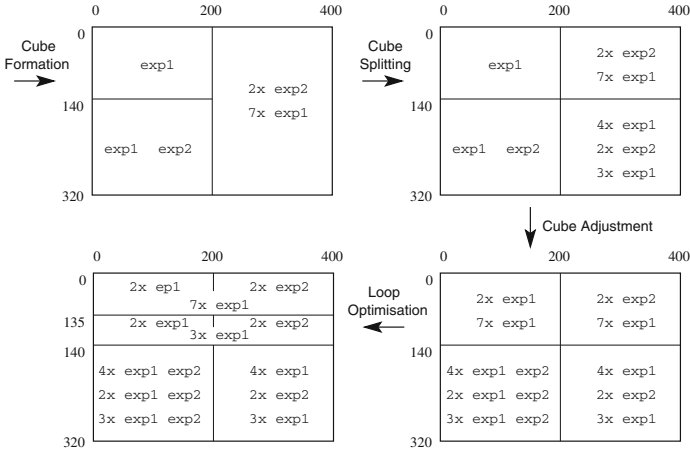 0 200 400
Cube
Formation
exp1
2x exp2
7x exp1
140
exp1 exp2
320
0 200 400
Cube
Splitting
0
exp1
2x exp2
7x exp1
140
4x exp1
exp1 exp2
2x exp2
3x exp1
320
Cube Adjustment
0 200 400
0
2x ep1 2x exp2
7x exp1
135
2x exp1 2x exp2
3x exp1
140
4x exp1 exp2 4x exp1
2x exp1 exp2 2x exp2
3x exp1 exp2 3x exp1
320
Loop
Optimisation
0 200 400
0
2x exp1 2x exp2
7x exp1 7x exp1
140
4x exp1 exp2 4x exp1
2x exp1 exp2 2x exp2
3x exp1 exp2 3x exp1
320